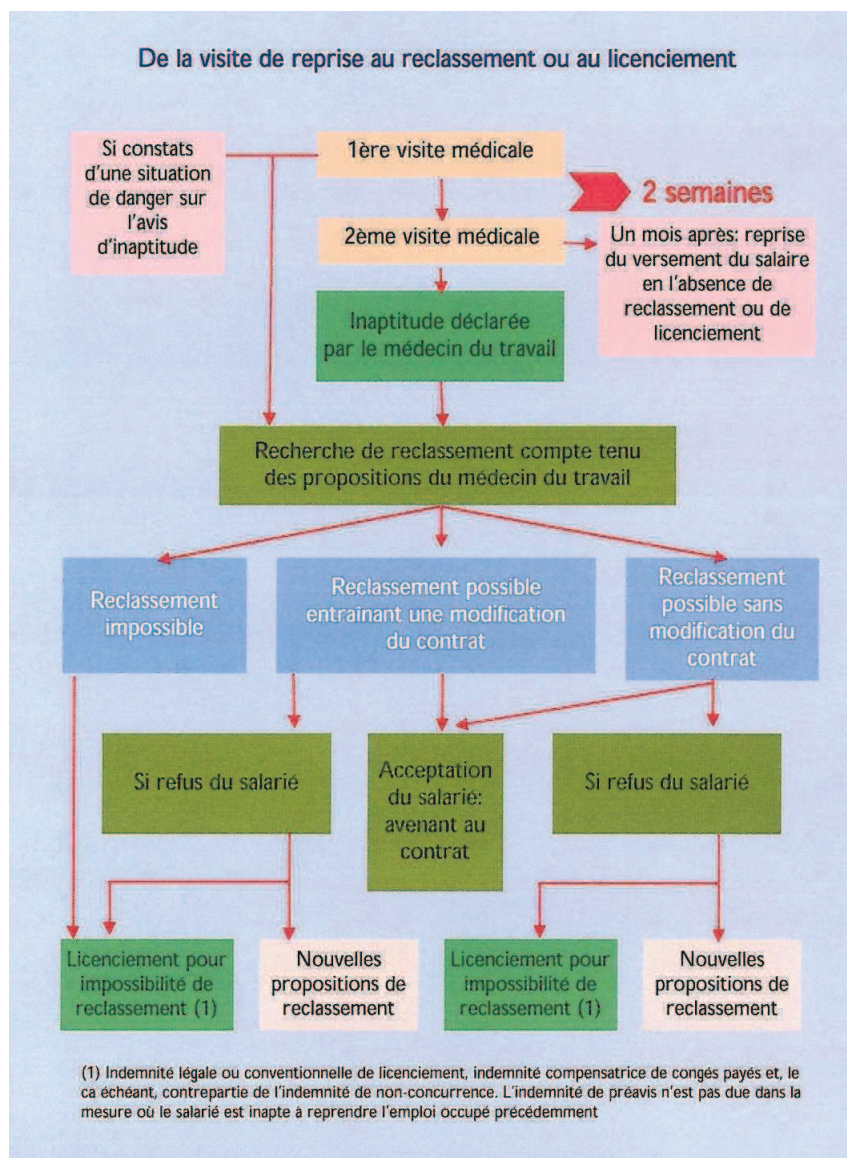 De la visite de reprise au reclassement ou au licenciement
Si constats
d'une situation
de danger sur
l'avis
d'inaptitude
1ère visite médicale
2 semaines
2ème visite médicale
Un mois après: reprise
du versement du salaire
en l'absence de
reclassement ou de
licenciement
Inaptitude déclarée
par le médecin du travail
Recherche de reclassement compte tenu
des propositions du médecin du travail
Reclassement
impossible
Reclassement possible
entraînant une modification
du contrat
Reclassement
possible sans
modification du
contrat
Si refus du salarié
Acceptation
du salarié:
avenant au
contrat
Si refus du salarié
Licenciement pour
impossibilité de
reclassement (1)
Nouvelles
propositions de
reclassement
Licenciement pour
impossibilité de
reclassement (1)
Nouvelles
propositions de
reclassement
(1) Indemnité légale ou conventionnelle de licenciement, indemnité compensatrice de congés payés et, le
ca échéant, contrepartie de l'indemnité de non-concurrence. L'indemnité de préavis n'est pas due dans la
mesure où le salarié est inapte à reprendre l'emploi occupé précédemment